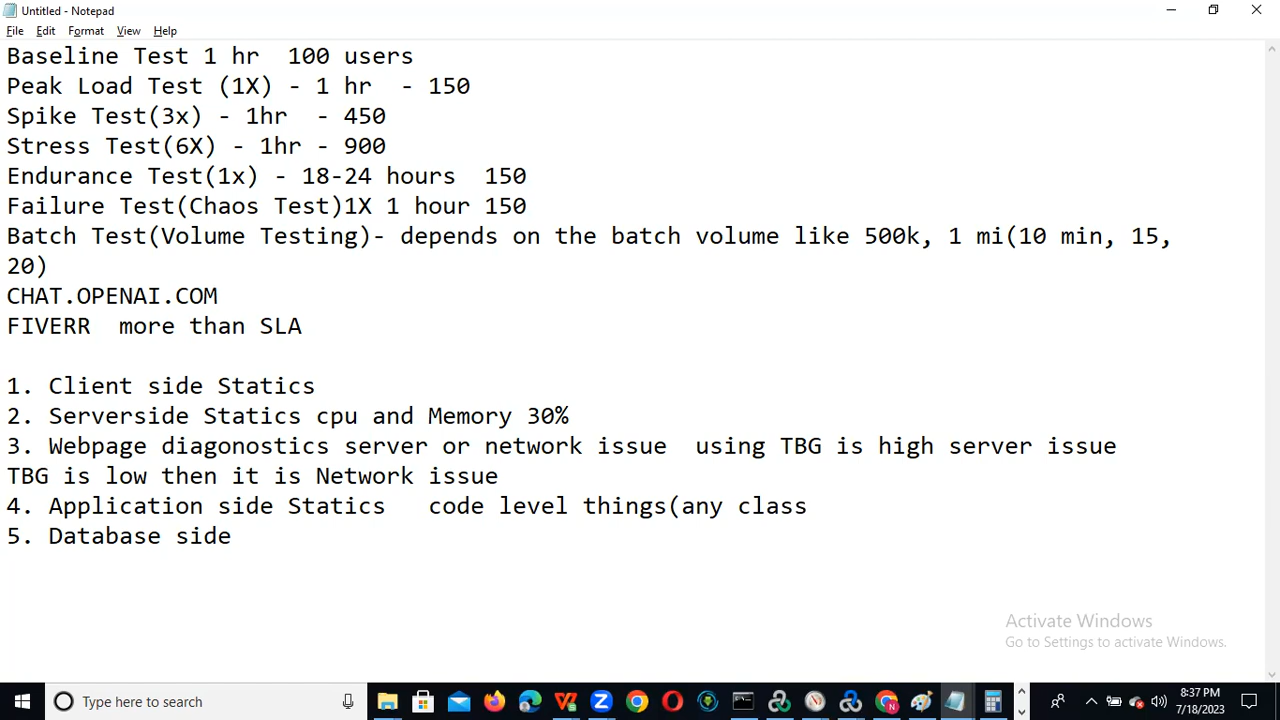 Untitled - Notepad
File Edit Format View Help
Baseline Test 1 hr  100 users
Peak Load Test (1X) - 1 hr  - 150
Spike Test(3x) - 1hr  - 450
Stress Test(6X) - 1hr - 900
Endurance Test(1x) - 18-24 hours  150
Failure Test(Chaos Test)1X 1 hour 150
Batch Test(Volume Testing)- depends on the batch volume like 500k, 1 mi(10 min, 15,
20)
CHAT.OPENAI.COM
FIVERR  more than SLA
1. Client side Statics
2. Serverside Statics cpu and Memory 30%
3. Webpage diagonostics server or network issue  using TBG is high server issue
TBG is low then it is Network issue
4. Application side Statics   code level things(any class
5. Database side
Activate Windows
Go to Settings to activate Windows.
Type here to search
8:37 PM
7/18/2023